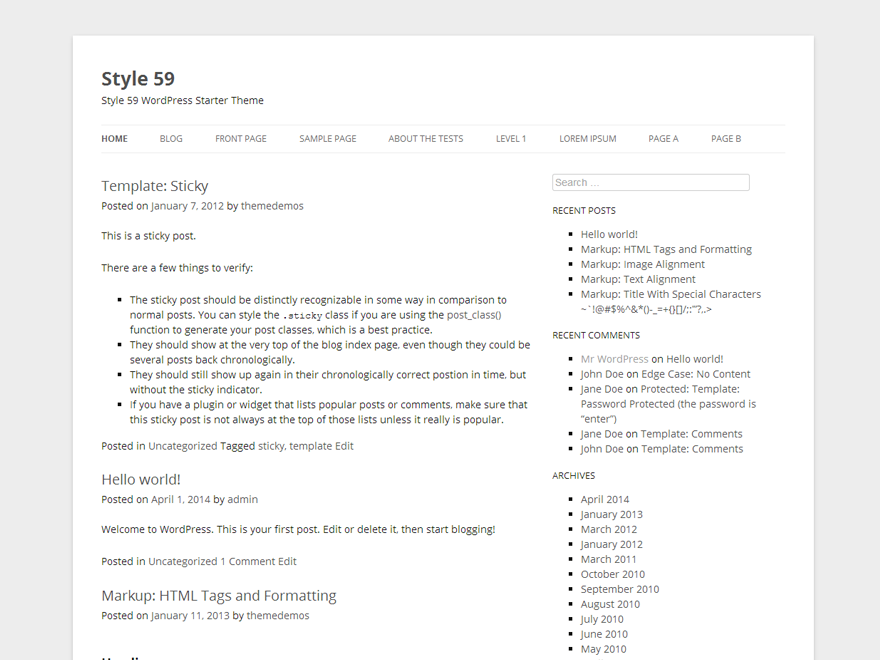 Style 59
Style 59 WordPress Starter Theme
HOME BLOG FRONT PAGE SAMPLE PAGE ABOUT THE TESTS LEVEL 1 LOREM IPSUM PAGE A PAGE B
Template: Sticky
Posted on January 7, 2012 by themedemos
This is a sticky post.
There are a few things to verify:
The sticky post should be distinctly recognizable in some way in comparison to
normal posts. You can style the .sticky class if you are using the post_class()
function to generate your post classes, which is a best practice.
They should show at the very top of the blog index page, even though they could be
several posts back chronologically.
They should still show up again in their chronologically correct postion in time, but
without the sticky indicator.
If you have a plugin or widget that lists popular posts or comments, make sure that
this sticky post is not always at the top of those lists unless it really is popular.
Posted in Uncategorized Tagged sticky, template Edit
Hello world!
Posted on April 1, 2014 by admin
Welcome to WordPress. This is your first post. Edit or delete it, then start blogging!
Posted in Uncategorized 1 Comment Edit
Markup: HTML Tags and Formatting
Posted on January 11, 2013 by themedemos
Search …
RECENT POSTS
Hello world!
Markup: HTML Tags and Formatting
Markup: Image Alignment
Markup: Text Alignment
Markup: Title With Special Characters
~`!@#$%^&*()-_=+{}[]/;:'"?,.>
RECENT COMMENTS
Mr WordPress on Hello world!
John Doe on Edge Case: No Content
Jane Doe on Protected: Template:
Password Protected (the password is
“enter”)
Jane Doe on Template: Comments
John Doe on Template: Comments
ARCHIVES
April 2014
January 2013
March 2012
January 2012
March 2011
October 2010
September 2010
August 2010
July 2010
June 2010
May 2010